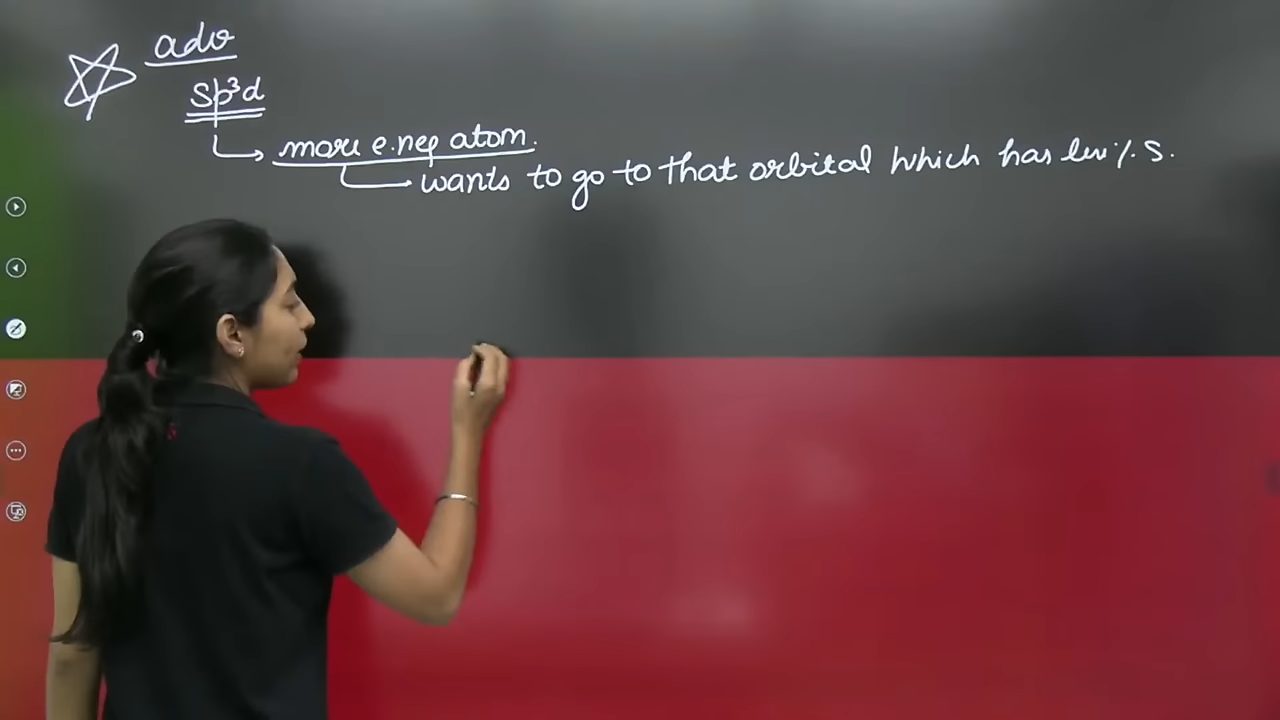 adv
sp³d
more e.neg atom.
wants to go to that orbital which has less %. S.